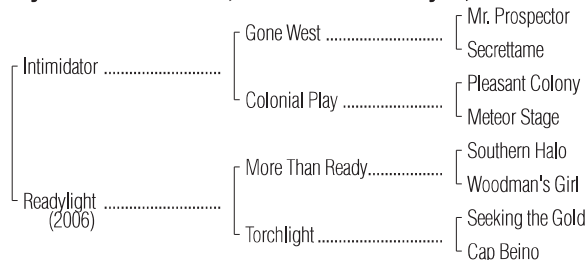 Mr. Prospector
Gone West ........................
Secrettame
Intimidator ........................
Pleasant Colony
Colonial Play ........................
Meteor Stage
Southern Halo
More Than Ready.................
Woodman's Girl
Readylight ........................
(2006)
Seeking the Gold
Torchlight ........................
Cap Beino